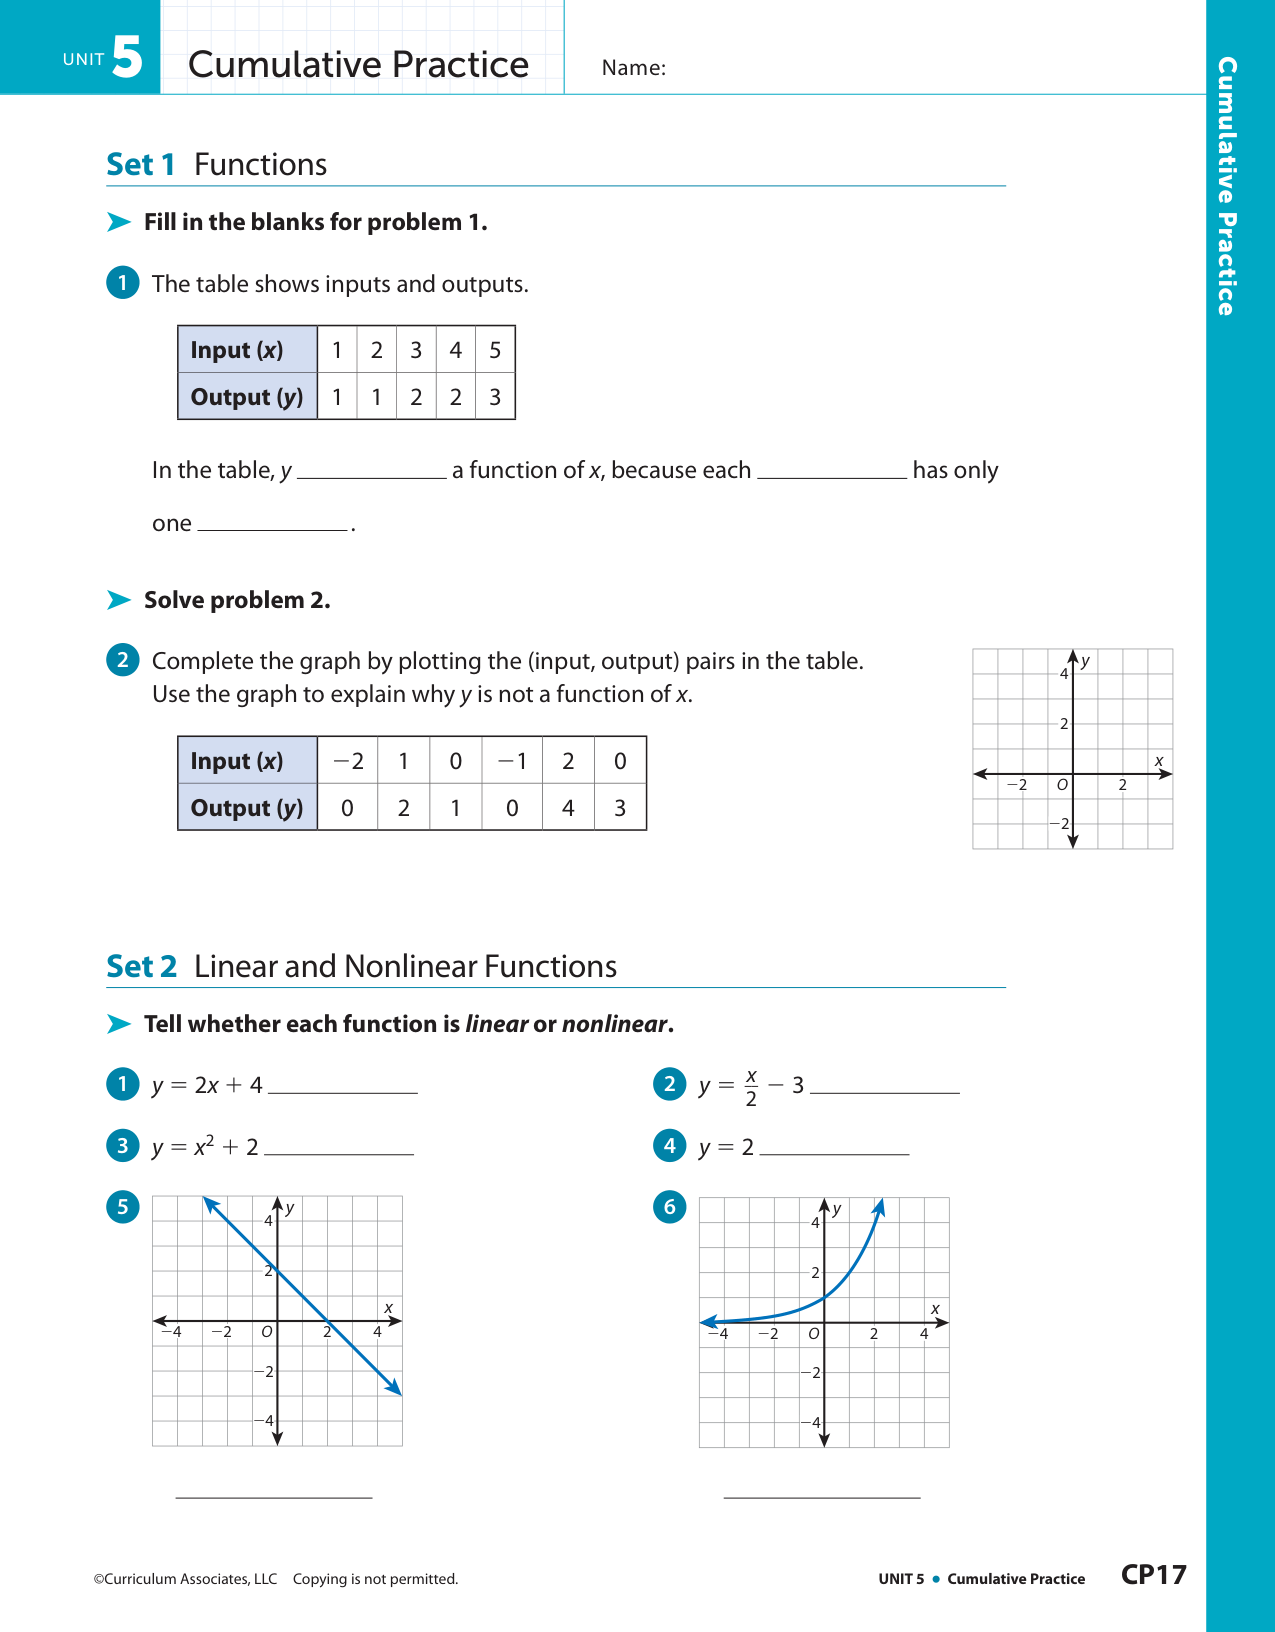 UNIT 5 Cumulative Practice Name:
Cumulative Practice
Set 1 Functions
➤ Fill in the blanks for problem 1.
1 The table shows inputs and outputs.
Input (x) 1 2 3 4 5
Output (y) 1 1 2 2 3
In the table, y ____________ a function of x, because each ____________ has only
one ____________ .
➤ Solve problem 2.
2 Complete the graph by plotting the (input, output) pairs in the table.
Use the graph to explain why y is not a function of x.
Input (x) −2 1 0 −1 2 0
Output (y) 0 2 1 0 4 3
y
4
2
x
−2 O 2
−2
Set 2 Linear and Nonlinear Functions
➤ Tell whether each function is linear or nonlinear.
1 y = 2x + 4 ____________
2 y = x/2 − 3 ____________
3 y = x² + 2 ____________
4 y = 2 ____________
5
y
4
2
x
−4 −2 O 2 4
−2
−4
6
y
4
2
x
−4 −2 O 2 4
−2
−4
©Curriculum Associates, LLC Copying is not permitted.
UNIT 5 • Cumulative Practice CP17